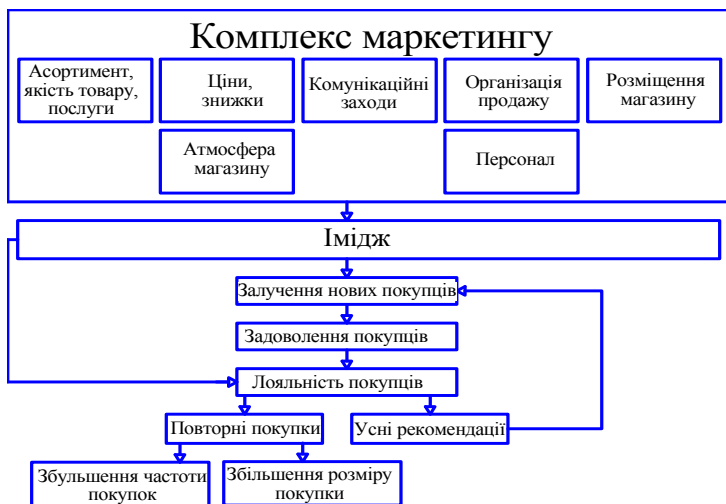 Комплекс маркетингу
Асортимент,
якість товару,
послуги
Ціни,
знижки
Комунікаційні
заходи
Організація
продажу
Розміщення
магазину
Атмосфера
магазину
Персонал
Імідж
Залучення нових покупців
Задоволення покупців
Лояльність покупців
Повторні покупки
Усні рекомендації
Збульшення частоти
покупок
Збільшення розміру
покупки